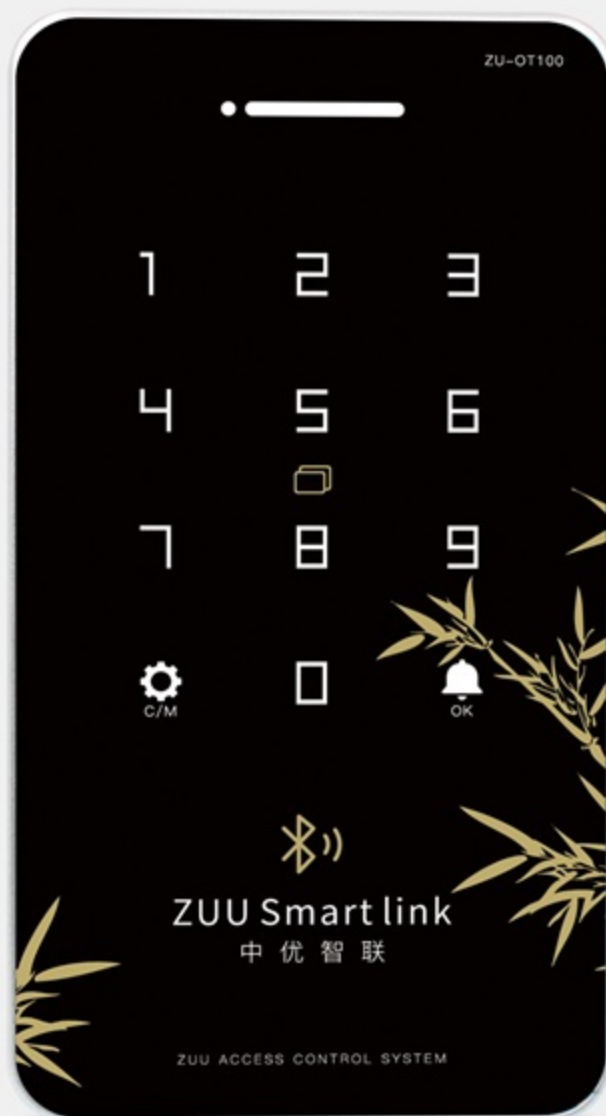 ZU-OT100
1 2 3
4 5 6
7 8 9
0
C/M OK
ZUU Smart link
中优智联
ZUU ACCESS CONTROL SYSTEM